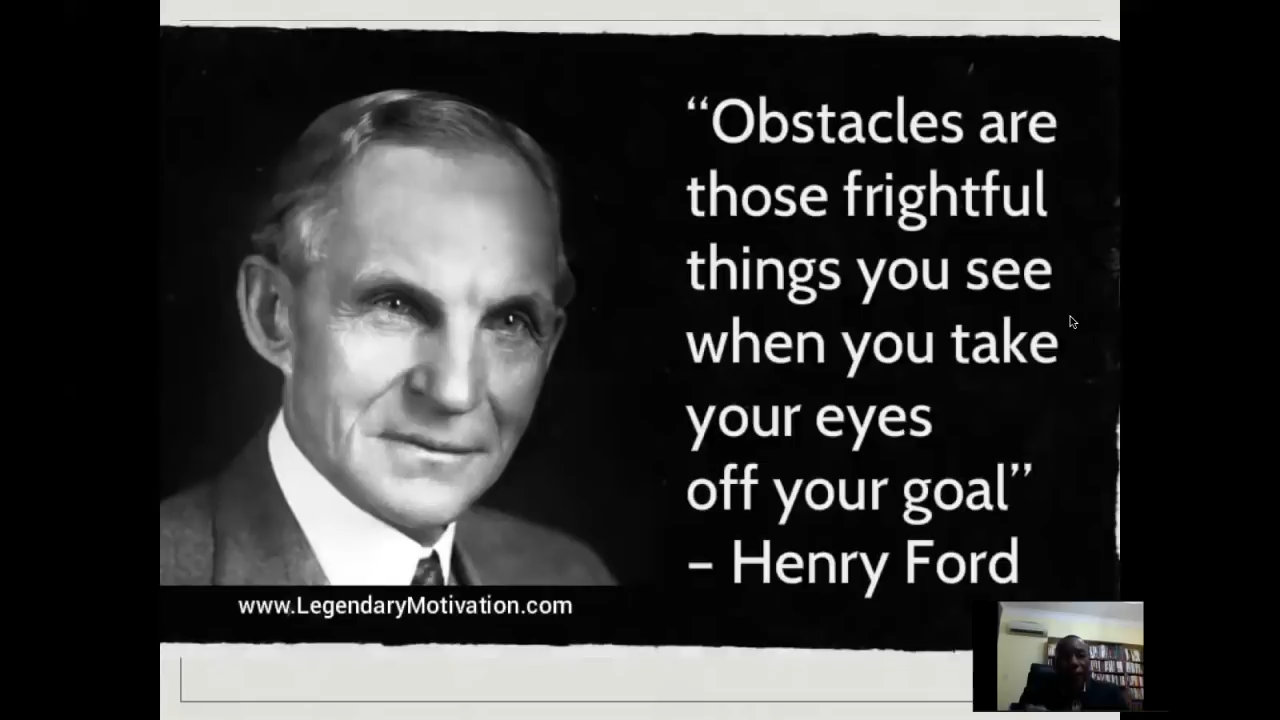 “Obstacles are
those frightful
things you see
when you take
your eyes
off your goal”
– Henry Ford
www.LegendaryMotivation.com